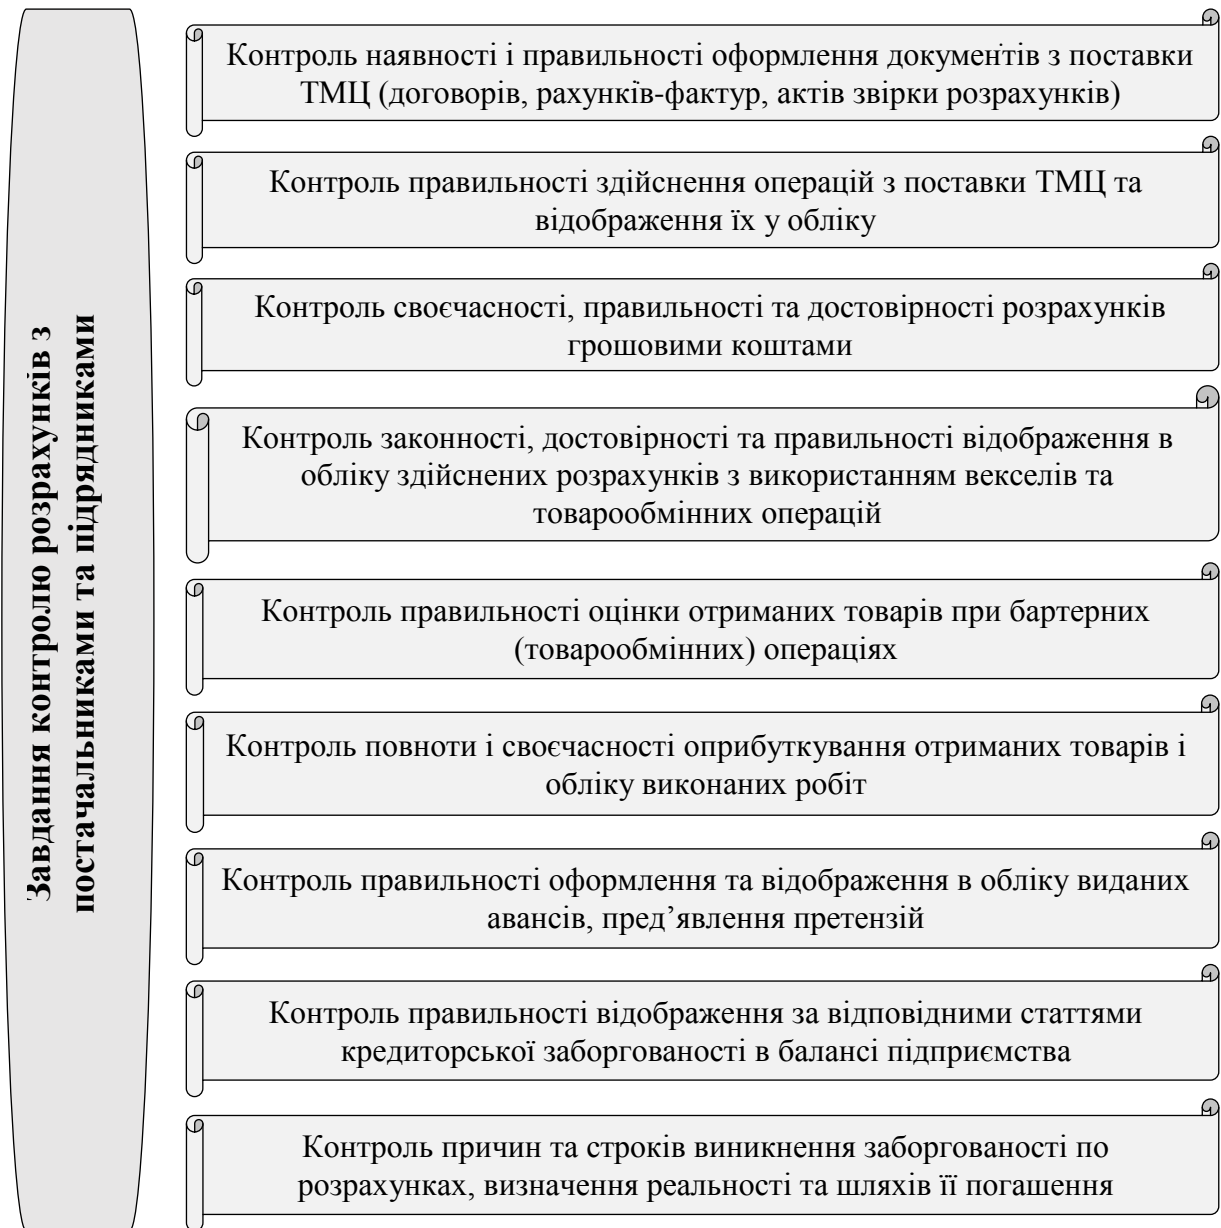 Завдання контролю розрахунків з
постачальниками та підрядниками
Контроль наявності і правильності оформлення документів з поставки
ТМЦ (договорів, рахунків-фактур, актів звірки розрахунків)
Контроль правильності здійснення операцій з поставки ТМЦ та
відображення їх у обліку
Контроль своєчасності, правильності та достовірності розрахунків
грошовими коштами
Контроль законності, достовірності та правильності відображення в
обліку здійснених розрахунків з використанням векселів та
товарообмінних операцій
Контроль правильності оцінки отриманих товарів при бартерних
(товарообмінних) операціях
Контроль повноти і своєчасності оприбуткування отриманих товарів і
обліку виконаних робіт
Контроль правильності оформлення та відображення в обліку виданих
авансів, пред’явлення претензій
Контроль правильності відображення за відповідними статтями
кредиторської заборгованості в балансі підприємства
Контроль причин та строків виникнення заборгованості по
розрахунках, визначення реальності та шляхів її погашення